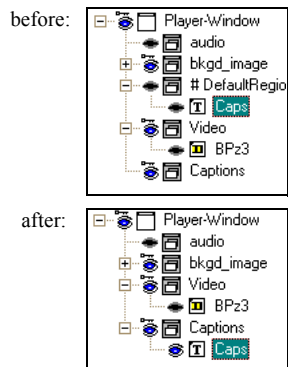 before:
Player-Window
audio
bkgd_image
# DefaultRegio
T Caps
Video
BPz3
Captions
after:
Player-Window
audio
bkgd_image
Video
BPz3
Captions
T Caps